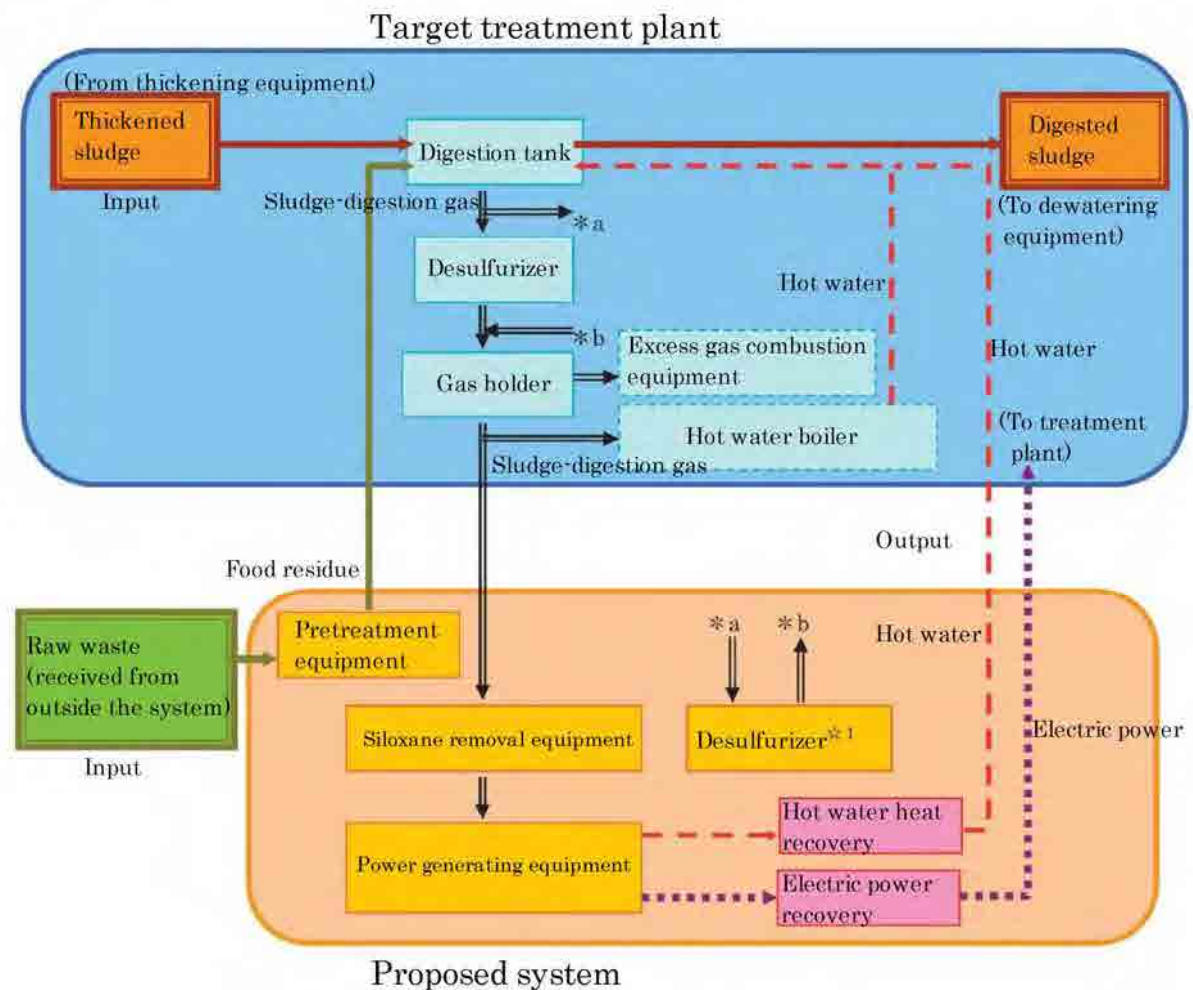 Target treatment plant
(From thickening equipment)
Thickened
sludge
Input
Digestion tank
Digested
sludge
(To dewatering
equipment)
Sludge-digestion gas
*a
Desulfurizer
*b
Gas holder
Excess gas combustion
equipment
Hot water
Hot water
Hot water boiler
Sludge-digestion gas
(To treatment
plant)
Output
Food residue
Raw waste
(received from
outside the system)
Input
Pretreatment
equipment
*a
*b
Hot water
Siloxane removal equipment
Desulfurizer☆1
Electric power
Power generating equipment
Hot water heat
recovery
Electric power
recovery
Proposed system